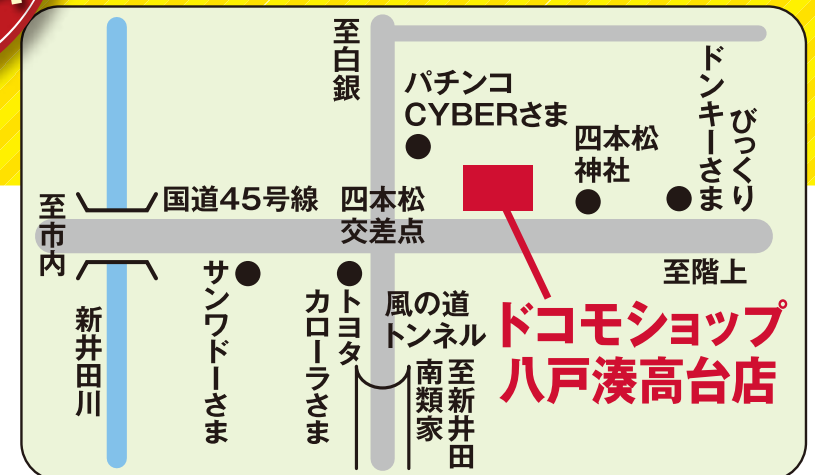 至白銀
パチンコ
CYBERさま
四本松
神社
びっくり
ドンキーさま
至市内
国道45号線
四本松
交差点
至階上
新井田川
サンワドーさま
トヨタ
カローラさま
風の道
トンネル
至新井田
南類家
ドコモショップ
八戸湊高台店